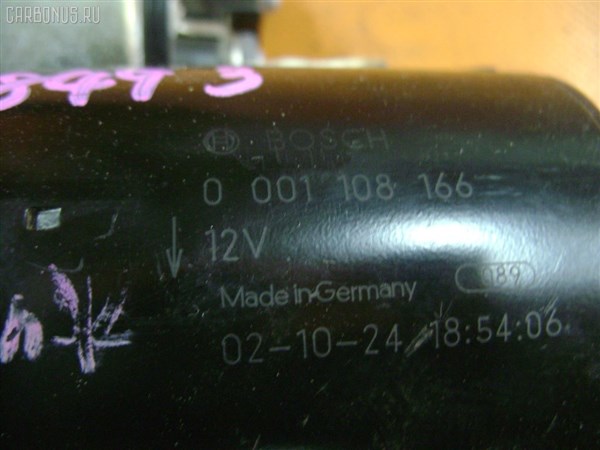 CARBONUS.RU
BOSCH
0 001 108 166
12V
Made in Germany
089
02-10-24 18:54:06